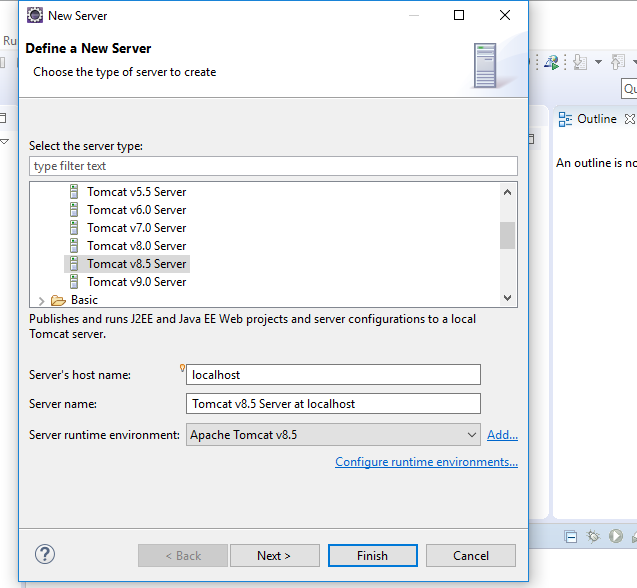 New Server
Ru
Define a New Server
Choose the type of server to create
Qu
Outline
Select the server type:
type filter text
An outline is no
Tomcat v5.5 Server
Tomcat v6.0 Server
Tomcat v7.0 Server
Tomcat v8.0 Server
Tomcat v8.5 Server
Tomcat v9.0 Server
Basic
Publishes and runs J2EE and Java EE Web projects and server configurations to a local
Tomcat server.
Server's host name: localhost
Server name: Tomcat v8.5 Server at localhost
Server runtime environment: Apache Tomcat v8.5 Add...
Configure runtime environments...
? < Back Next > Finish Cancel